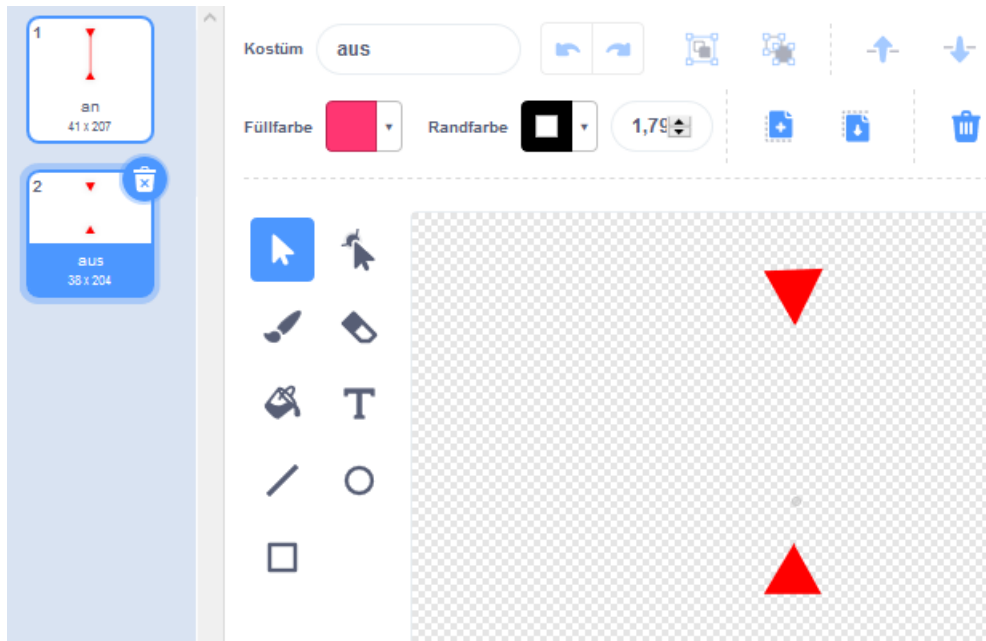 1
an
41 x 207
2
aus
38 x 204
Kostüm aus
Füllfarbe Randfarbe 1,79
T